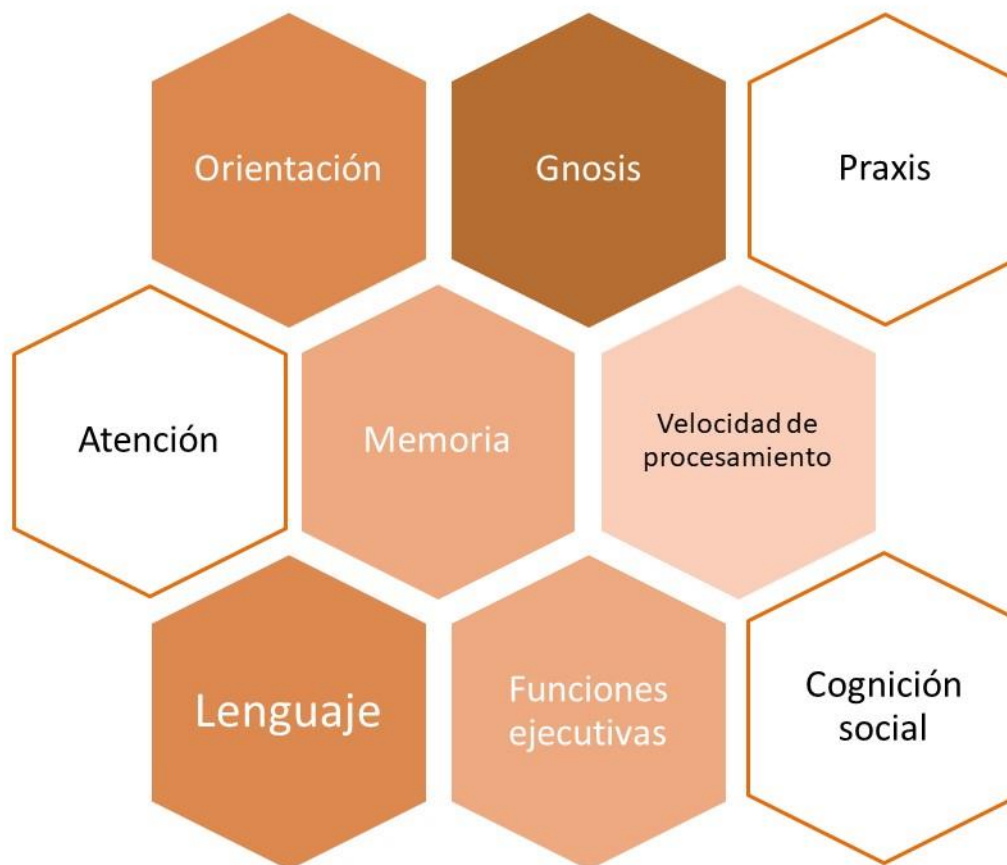 Orientación
Gnosis
Praxis
Atención
Memoria
Velocidad de
procesamiento
Lenguaje
Funciones
ejecutivas
Cognición
social